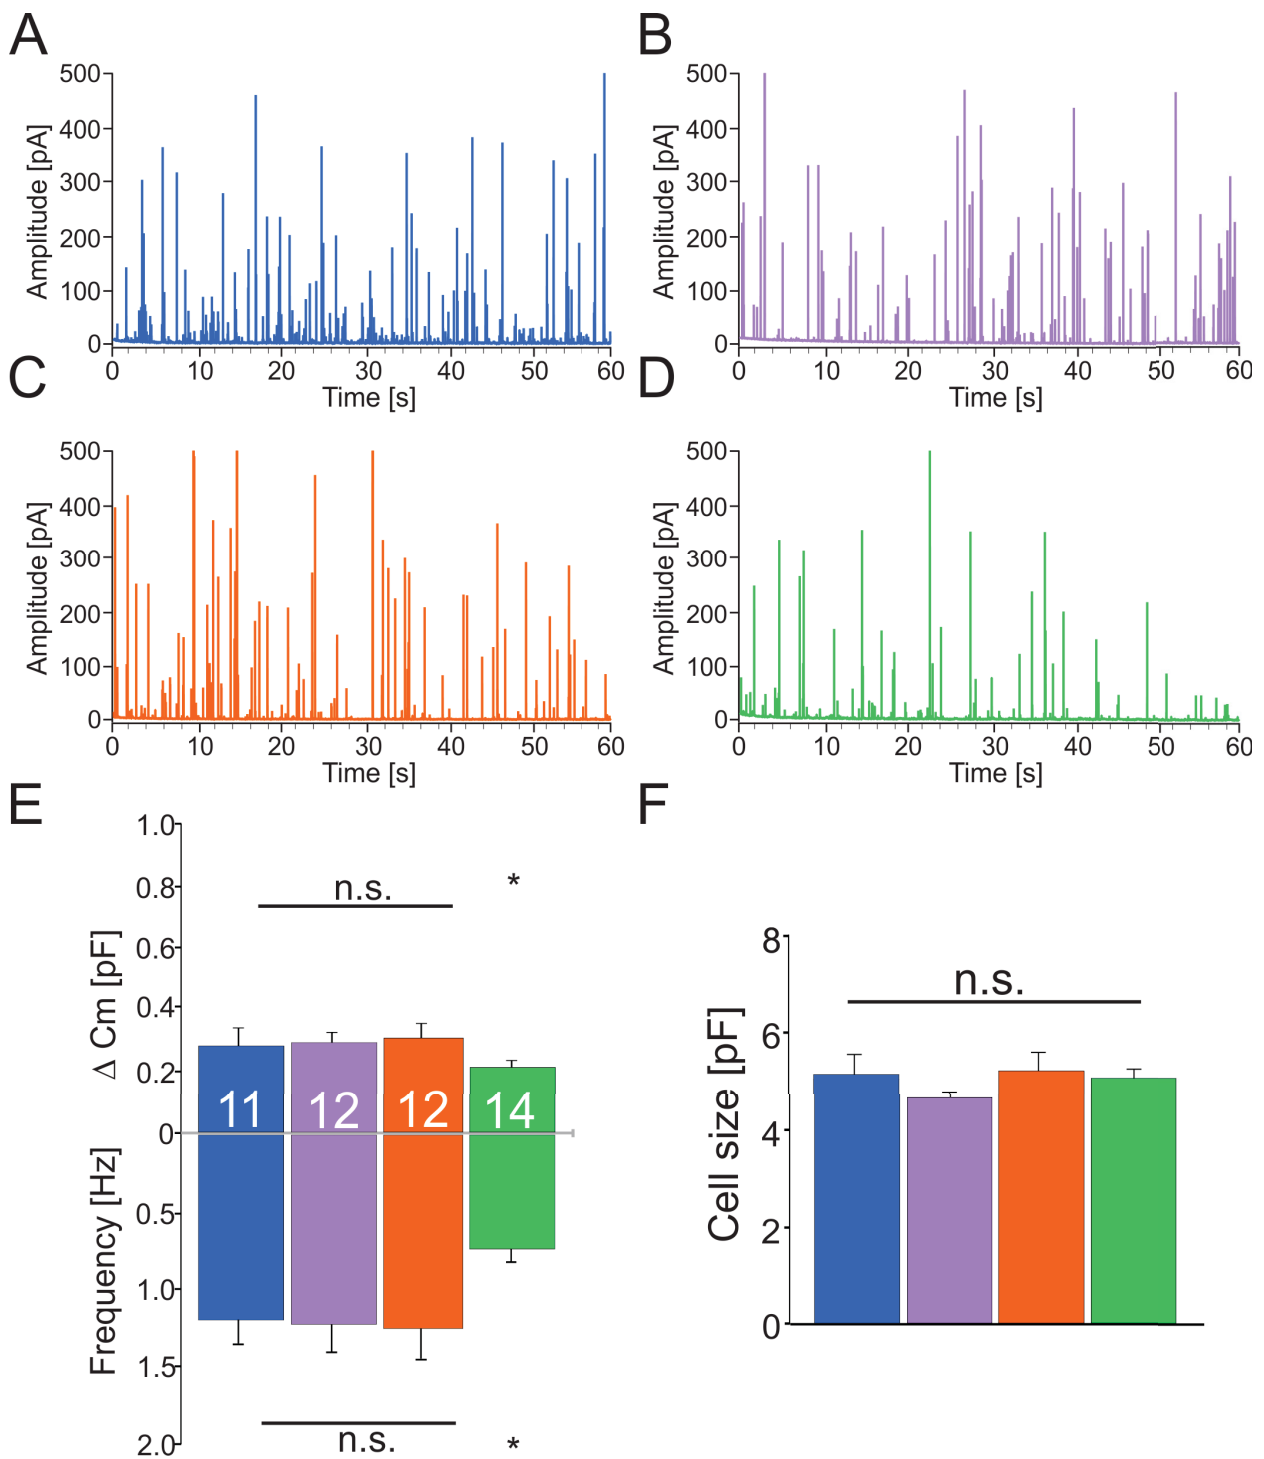 A
B
500
400
300
200
100
0
Amplitude [pA]
0 10 20 30 40 50 60
Time [s]
500
400
300
200
100
0
Amplitude [pA]
0 10 20 30 40 50 60
Time [s]
C
D
500
400
300
200
100
0
Amplitude [pA]
0 10 20 30 40 50 60
Time [s]
500
400
300
200
100
0
Amplitude [pA]
0 10 20 30 40 50 60
Time [s]
E
1.0
0.8
0.6
0.4
0.2
0
0.5
1.0
1.5
2.0
Δ Cm [pF]
Frequency [Hz]
n.s.
*
11 12 12 14
n.s.
*
F
8
6
4
2
0
Cell size [pF]
n.s.